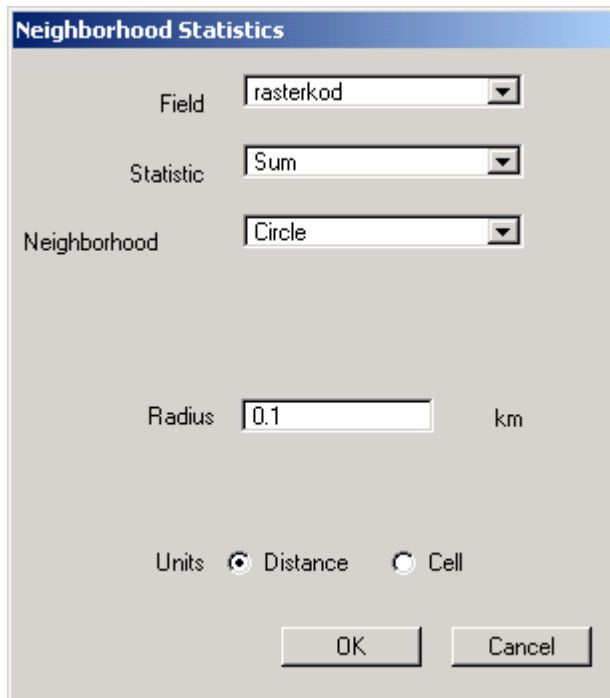 Neighborhood Statistics
Field rasterkod
Statistic Sum
Neighborhood Circle
Radius 0.1 km
Units Distance Cell
OK Cancel